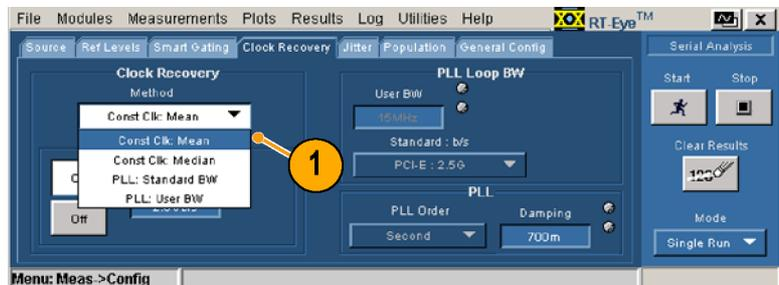 File Modules Measurements Plots Results Log Utilities Help RT-Eye™ X
Source Ref Levels Smart Gating Clock Recovery Jitter Population General Config
Serial Analysis
Clock Recovery
Method
Const Clk: Mean
Const Clk: Mean
Const Clk: Median
PLL: Standard BW
PLL: User BW
Off
1
PLL Loop BW
User BW
15MHz
Standard : b/s
PCI-E : 2.5G
PLL
PLL Order
Second
Damping
700m
Start Stop
Clear Results
Mode
Single Run
Menu: Meas->Config